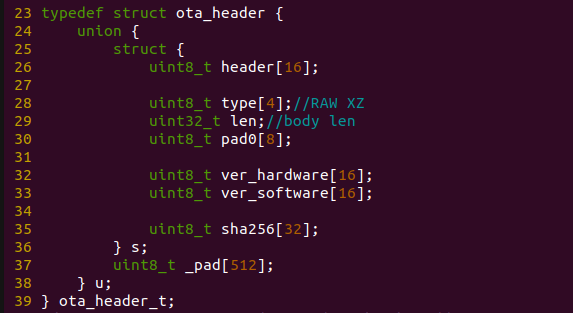 23 typedef struct ota_header {
24     union {
25         struct {
26             uint8_t header[16];
27
28             uint8_t type[4];//RAW XZ
29             uint32_t len;//body len
30             uint8_t pad0[8];
31
32             uint8_t ver_hardware[16];
33             uint8_t ver_software[16];
34
35             uint8_t sha256[32];
36         } s;
37         uint8_t _pad[512];
38     } u;
39 } ota_header_t;